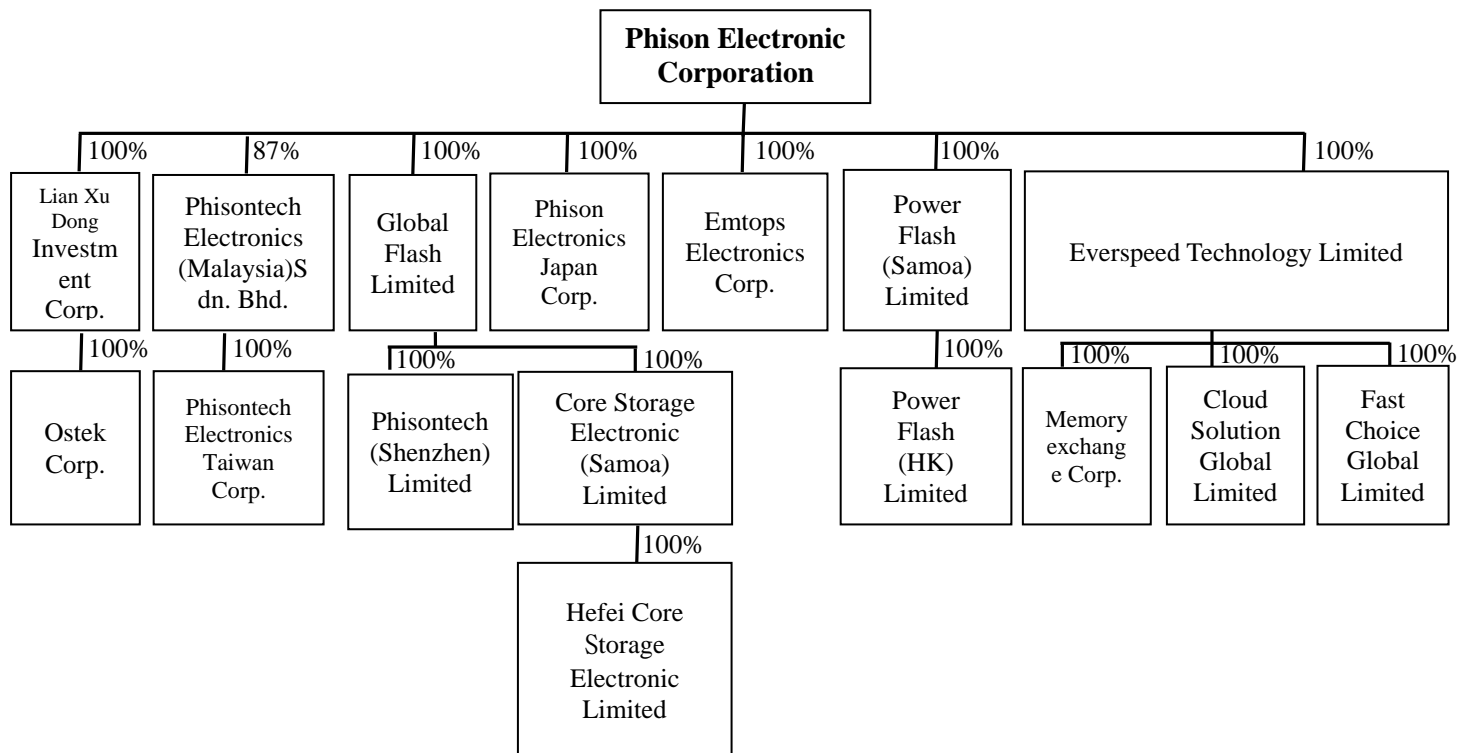 Phison Electronic
Corporation
100%
87%
100%
100%
100%
100%
100%
Lian Xu
Dong
Investm
ent
Corp.
Phisontech
Electronics
(Malaysia)S
dn. Bhd.
Global
Flash
Limited
Phison
Electronics
Japan
Corp.
Emtops
Electronics
Corp.
Power
Flash
(Samoa)
Limited
Everspeed Technology Limited
100%
100%
100%
100%
100%
100%
100%
100%
Ostek
Corp.
Phisontech
Electronics
Taiwan
Corp.
Phisontech
(Shenzhen)
Limited
Core Storage
Electronic
(Samoa)
Limited
Power
Flash
(HK)
Limited
Memory
exchang
e Corp.
Cloud
Solution
Global
Limited
Fast
Choice
Global
Limited
100%
Hefei Core
Storage
Electronic
Limited